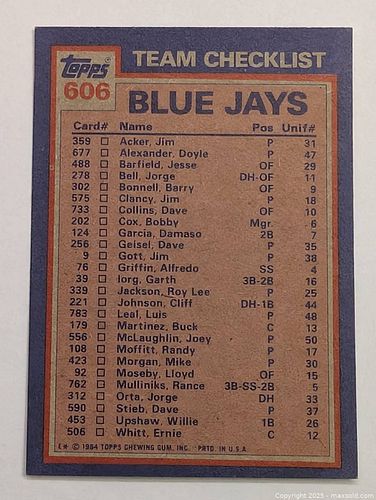 Topps
TEAM CHECKLIST
606
BLUE JAYS
Card# Name Pos Unif#
359 Acker, Jim P 31
677 Alexander, Doyle P 47
488 Barfield, Jesse OF 29
278 Bell, Jorge DH-OF 11
302 Bonnell, Barry OF 9
575 Clancy, Jim P 18
733 Collins, Dave OF 10
202 Cox, Bobby Mgr. 6
124 Garcia, Damaso 2B 7
256 Geisel, Dave P 35
9 Gott, Jim P 38
76 Griffin, Alfredo SS 4
39 Iorg, Garth 3B-2B 16
339 Jackson, Roy Lee P 25
221 Johnson, Cliff DH-1B 44
783 Leal, Luis P 48
179 Martinez, Buck C 13
556 McLaughlin, Joey P 50
108 Moffitt, Randy P 17
423 Morgan, Mike P 30
92 Moseby, Lloyd OF 15
762 Mulliniks, Rance 3B-SS-2B 5
312 Orta, Jorge DH 33
590 Stieb, Dave P 37
453 Upshaw, Willie 1B 26
506 Whitt, Ernie C 12
E* © 1984 TOPPS CHEWING GUM, INC. PRTD. IN U.S.A.
Copyright © 2025 - maxsold.com